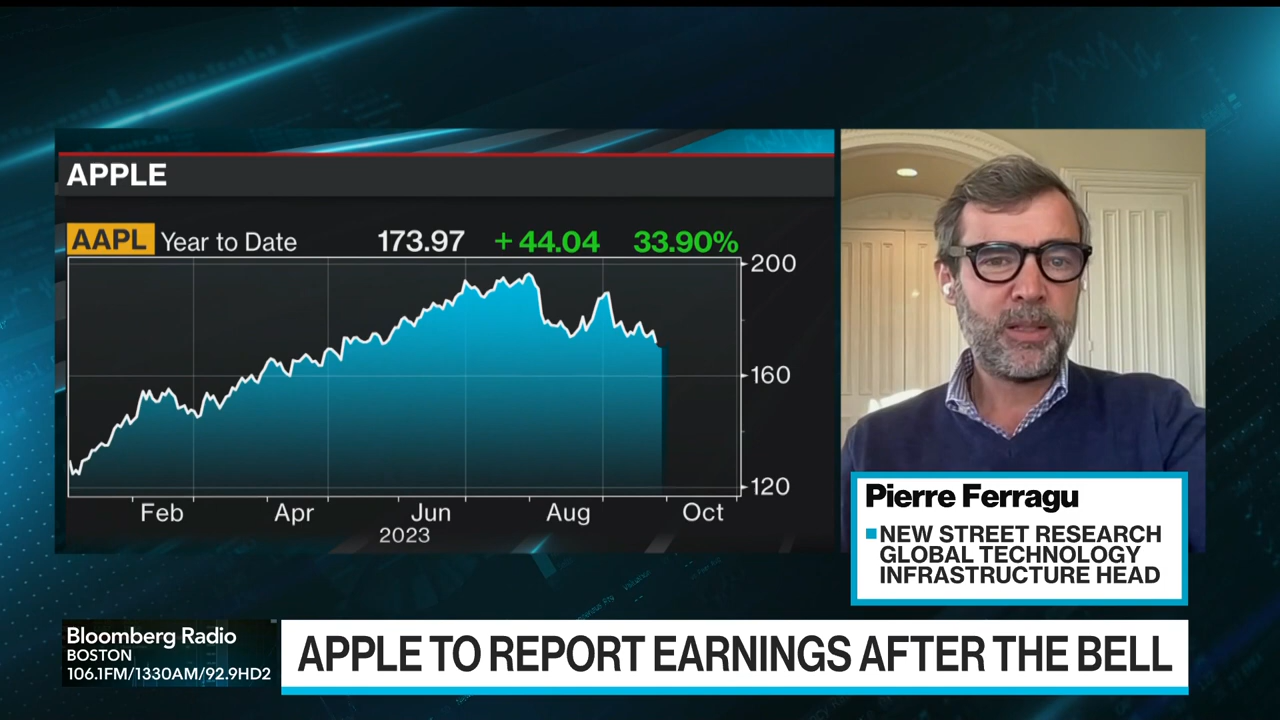 APPLE
AAPL Year to Date 173.97 +44.04 33.90%
200
160
120
Feb Apr Jun Aug Oct
2023
Pierre Ferragu
NEW STREET RESEARCH
GLOBAL TECHNOLOGY
INFRASTRUCTURE HEAD
Bloomberg Radio
BOSTON
106.1FM/1330AM/92.9HD2
APPLE TO REPORT EARNINGS AFTER THE BELL